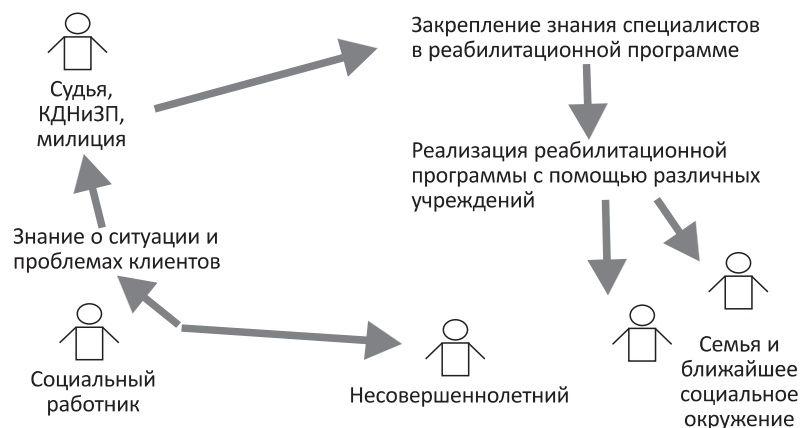 Судья,
КДНиЗП,
милиция
Закрепление знания специалистов
в реабилитационной программе
Реализация реабилитационной
программы с помощью различных
учреждений
Знание о ситуации и
проблемах клиентов
Социальный
работник
Несовершеннолетний
Семья и
ближайшее
социальное
окружение